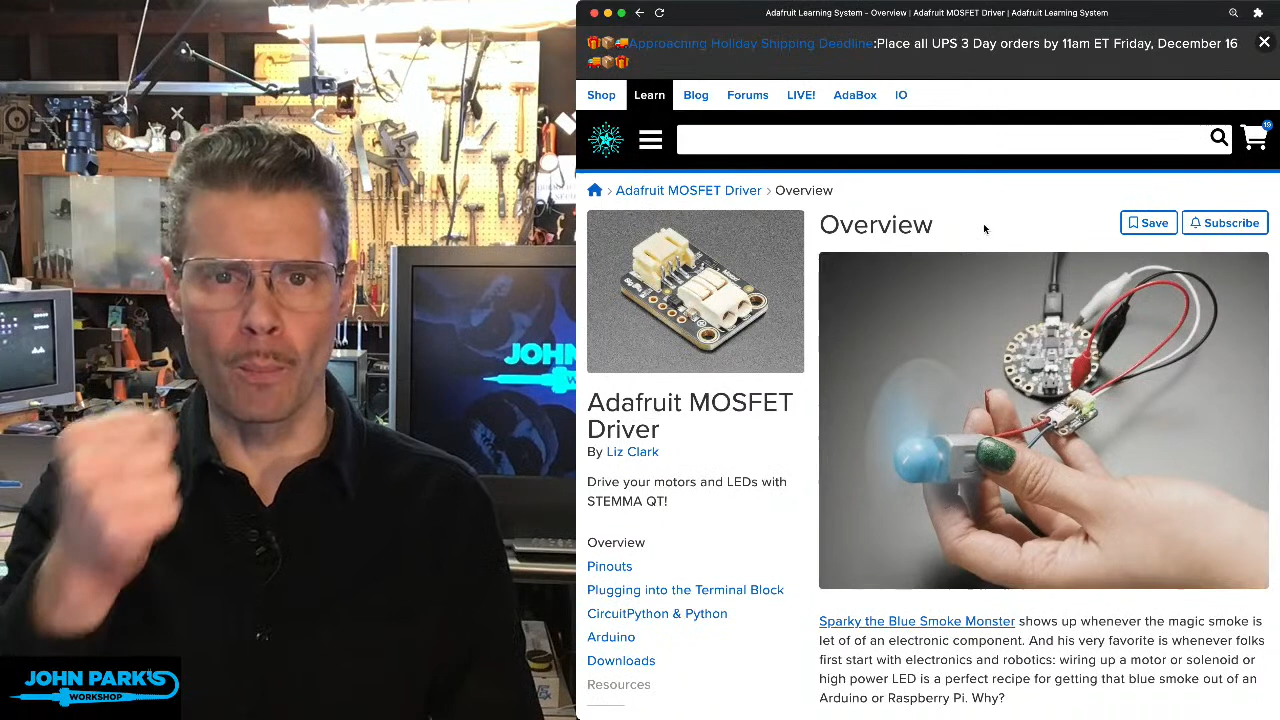 Adafruit Learning System - Overview | Adafruit MOSFET Driver | Adafruit Learning System
Approaching Holiday Shipping Deadline:Place all UPS 3 Day orders by 11am ET Friday, December 16
Shop Learn Blog Forums LIVE! AdaBox IO
19
Adafruit MOSFET Driver > Overview
Overview
Save
Subscribe
Adafruit MOSFET
Driver
By Liz Clark
Drive your motors and LEDs with
STEMMA QT!
Overview
Pinouts
Plugging into the Terminal Block
CircuitPython & Python
Arduino
Downloads
Resources
Sparky the Blue Smoke Monster shows up whenever the magic smoke is
let of of an electronic component. And his very favorite is whenever folks
first start with electronics and robotics: wiring up a motor or solenoid or
high power LED is a perfect recipe for getting that blue smoke out of an
Arduino or Raspberry Pi. Why?
JOHN
JOHN PARK'S
WORKSHOP